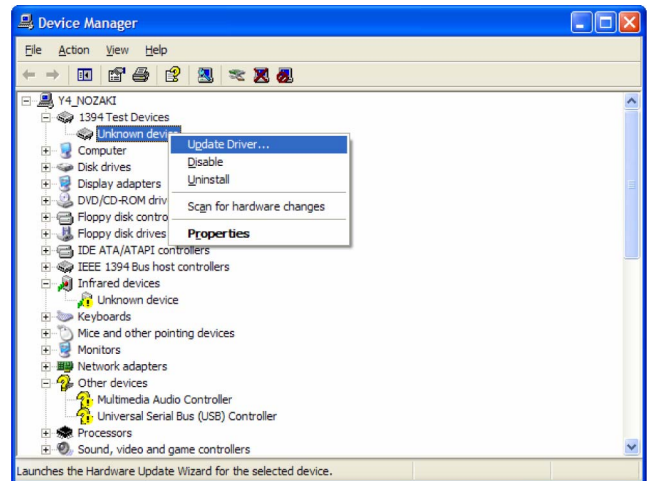 Device Manager
File Action View Help
Y4_NOZAKI
1394 Test Devices
Unknown device
Update Driver...
Computer
Disable
Disk drives
Uninstall
Display adapters
DVD/CD-ROM driv
Scan for hardware changes
Floppy disk contro
Floppy disk drives
Properties
IDE ATA/ATAPI controllers
IEEE 1394 Bus host controllers
Infrared devices
Unknown device
Keyboards
Mice and other pointing devices
Monitors
Network adapters
Other devices
Multimedia Audio Controller
Universal Serial Bus (USB) Controller
Processors
Sound, video and game controllers
Launches the Hardware Update Wizard for the selected device.